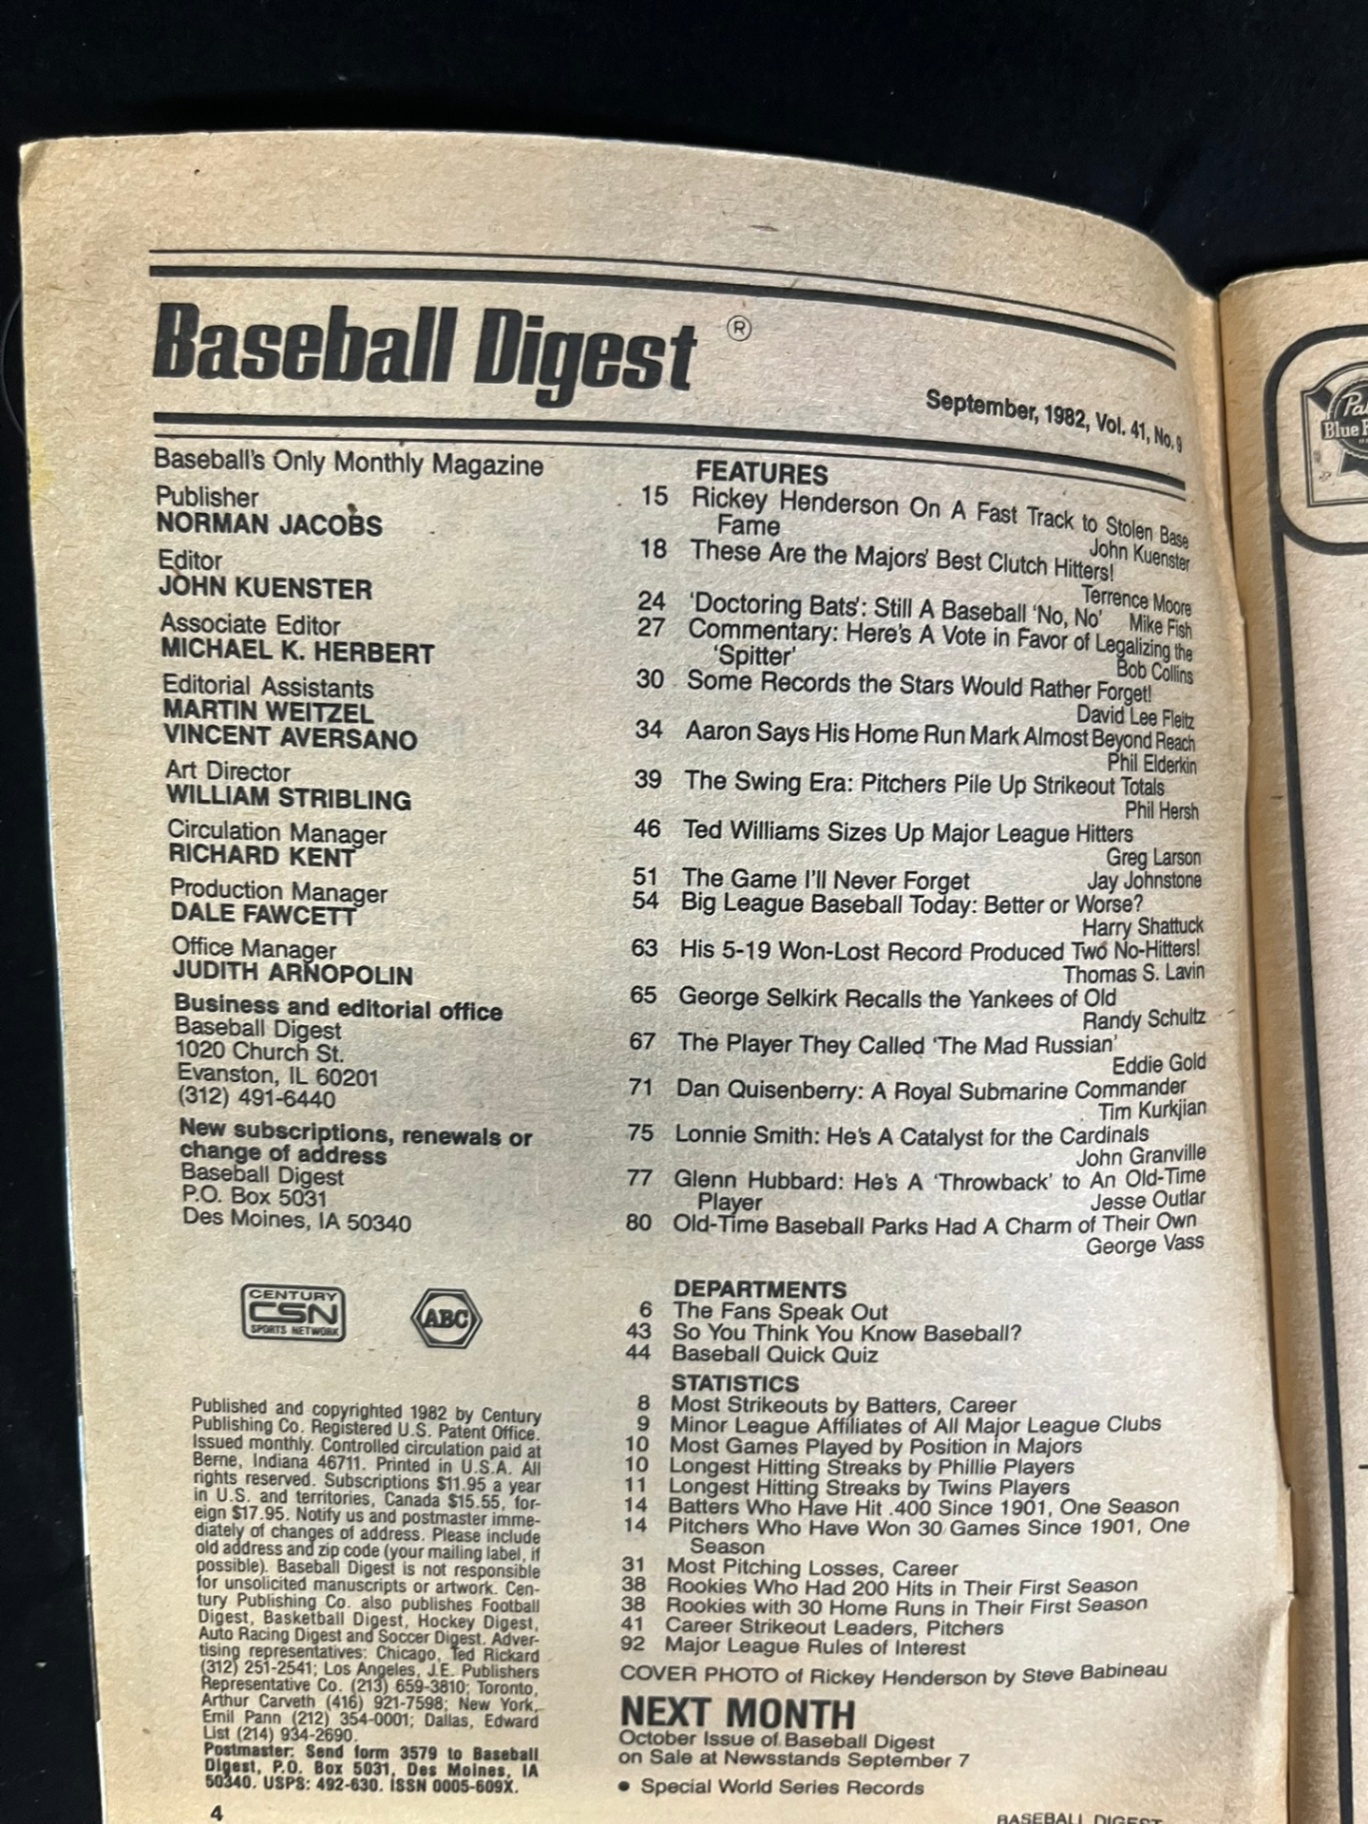 Baseball Digest ®
September, 1982, Vol. 41, No. 9
Baseball's Only Monthly Magazine
Publisher
NORMAN JACOBS
Editor
JOHN KUENSTER
Associate Editor
MICHAEL K. HERBERT
Editorial Assistants
MARTIN WEITZEL
VINCENT AVERSANO
Art Director
WILLIAM STRIBLING
Circulation Manager
RICHARD KENT
Production Manager
DALE FAWCETT
Office Manager
JUDITH ARNOPOLIN
Business and editorial office
Baseball Digest
1020 Church St.
Evanston, IL 60201
(312) 491-6440
New subscriptions, renewals or
change of address
Baseball Digest
P.O. Box 5031
Des Moines, IA 50340
CENTURY
CSN
SPORTS NETWORK
ABC
Published and copyrighted 1982 by Century
Publishing Co. Registered U.S. Patent Office.
Issued monthly. Controlled circulation paid at
Berne, Indiana 46711. Printed in U.S.A. All
rights reserved. Subscriptions $11.95 a year
in U.S. and territories, Canada $15.55, for-
eign $17.95. Notify us and postmaster imme-
diately of changes of address. Please include
old address and zip code (your mailing label, if
possible). Baseball Digest is not responsible
for unsolicited manuscripts or artwork. Cen-
tury Publishing Co. also publishes Football
Digest, Basketball Digest, Hockey Digest,
Auto Racing Digest and Soccer Digest. Adver-
tising representatives: Chicago, Ted Rickard
(312) 251-2541; Los Angeles, J.E. Publishers
Representative Co. (213) 659-3810; Toronto,
Arthur Carveth (416) 921-7598; New York,
Emil Pann (212) 354-0001; Dallas, Edward
List (214) 934-2690.
Postmaster: Send form 3579 to Baseball
Digest, P.O. Box 5031, Des Moines, IA
50340. USPS: 492-630. ISSN 0005-609X.
4
FEATURES
15 Rickey Henderson On A Fast Track to Stolen Base
Fame
John Kuenster
18 These Are the Majors' Best Clutch Hitters!
Terrence Moore
24 'Doctoring Bats': Still A Baseball 'No, No' Mike Fish
27 Commentary: Here's A Vote in Favor of Legalizing the
'Spitter'
Bob Collins
30 Some Records the Stars Would Rather Forget!
David Lee Fleitz
34 Aaron Says His Home Run Mark Almost Beyond Reach
Phil Elderkin
39 The Swing Era: Pitchers Pile Up Strikeout Totals
Phil Hersh
46 Ted Williams Sizes Up Major League Hitters
Greg Larson
51 The Game I'll Never Forget Jay Johnstone
54 Big League Baseball Today: Better or Worse?
Harry Shattuck
63 His 5-19 Won-Lost Record Produced Two No-Hitters!
Thomas S. Lavin
65 George Selkirk Recalls the Yankees of Old
Randy Schultz
67 The Player They Called 'The Mad Russian'
Eddie Gold
71 Dan Quisenberry: A Royal Submarine Commander
Tim Kurkjian
75 Lonnie Smith: He's A Catalyst for the Cardinals
John Granville
77 Glenn Hubbard: He's A 'Throwback' to An Old-Time
Player Jesse Outlar
80 Old-Time Baseball Parks Had A Charm of Their Own
George Vass
DEPARTMENTS
6 The Fans Speak Out
43 So You Think You Know Baseball?
44 Baseball Quick Quiz
STATISTICS
8 Most Strikeouts by Batters, Career
9 Minor League Affiliates of All Major League Clubs
10 Most Games Played by Position in Majors
10 Longest Hitting Streaks by Phillie Players
11 Longest Hitting Streaks by Twins Players
14 Batters Who Have Hit .400 Since 1901, One Season
14 Pitchers Who Have Won 30 Games Since 1901, One
Season
31 Most Pitching Losses, Career
38 Rookies Who Had 200 Hits in Their First Season
38 Rookies with 30 Home Runs in Their First Season
41 Career Strikeout Leaders, Pitchers
92 Major League Rules of Interest
COVER PHOTO of Rickey Henderson by Steve Babineau
NEXT MONTH
October Issue of Baseball Digest
on Sale at Newsstands September 7
• Special World Series Records
BASEBALL DIGEST
Blue